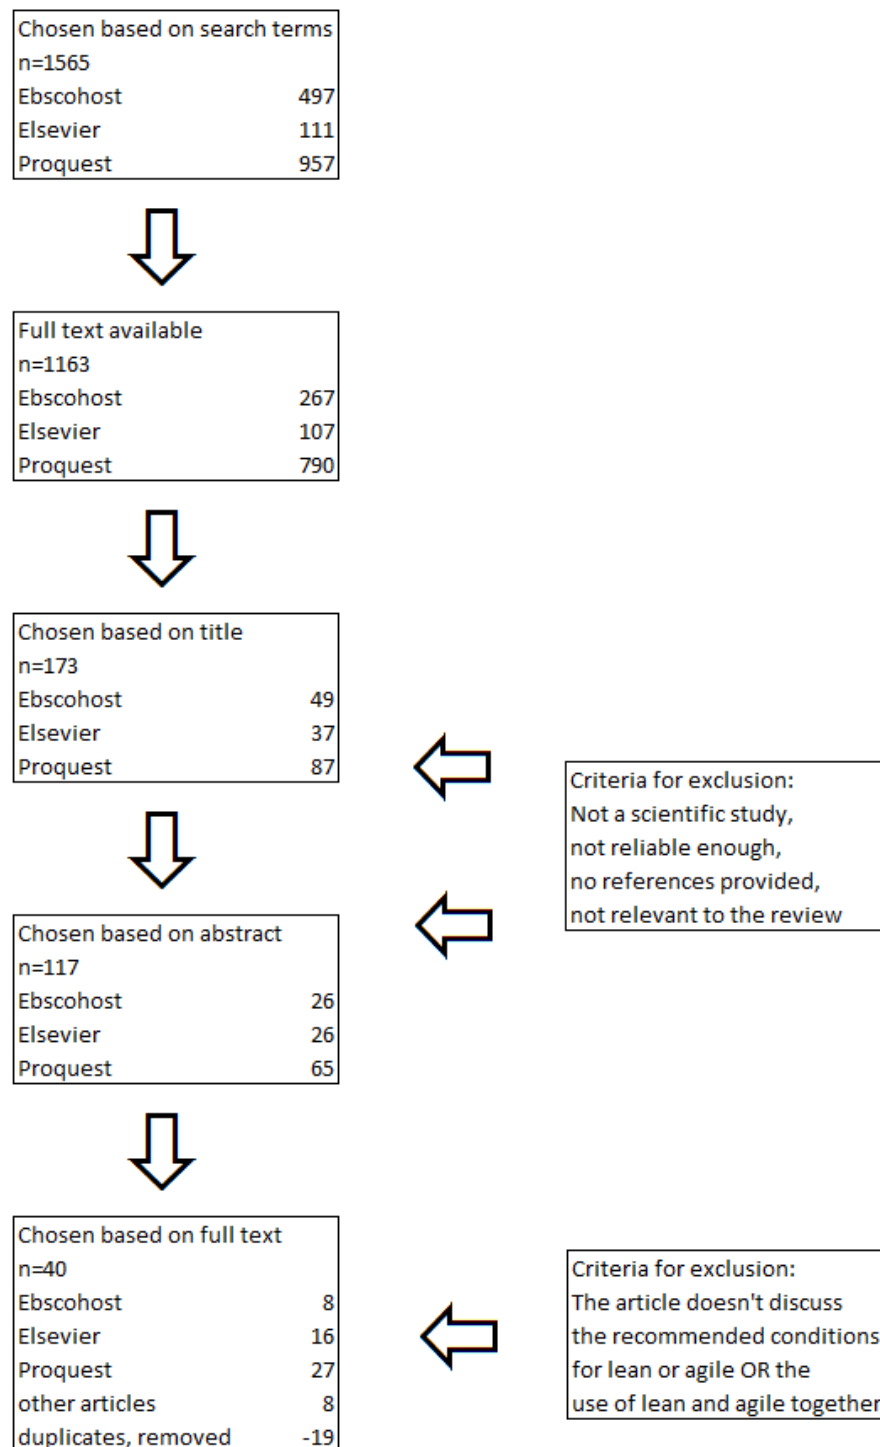 Chosen based on search terms
n=1565
Ebscohost 497
Elsevier 111
Proquest 957
Full text available
n=1163
Ebscohost 267
Elsevier 107
Proquest 790
Chosen based on title
n=173
Ebscohost 49
Elsevier 37
Proquest 87
Criteria for exclusion:
Not a scientific study,
not reliable enough,
no references provided,
not relevant to the review
Chosen based on abstract
n=117
Ebscohost 26
Elsevier 26
Proquest 65
Chosen based on full text
n=40
Ebscohost 8
Elsevier 16
Proquest 27
other articles 8
duplicates, removed -19
Criteria for exclusion:
The article doesn't discuss
the recommended conditions
for lean or agile OR the
use of lean and agile together